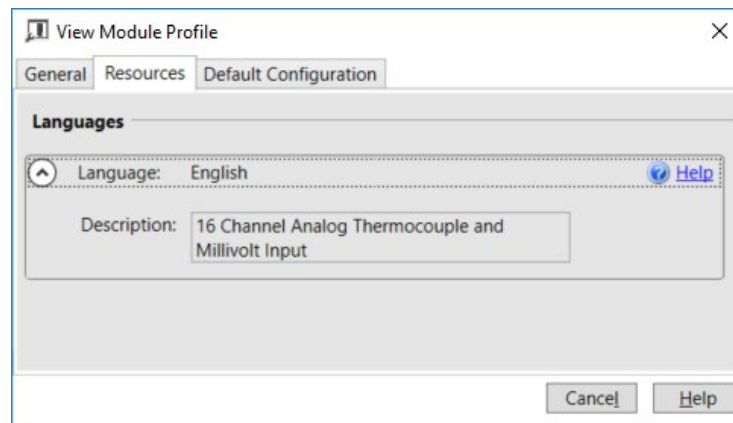 View Module Profile
General Resources Default Configuration
Languages
Language: English Help
Description: 16 Channel Analog Thermocouple and
Millivolt Input
Cancel Help